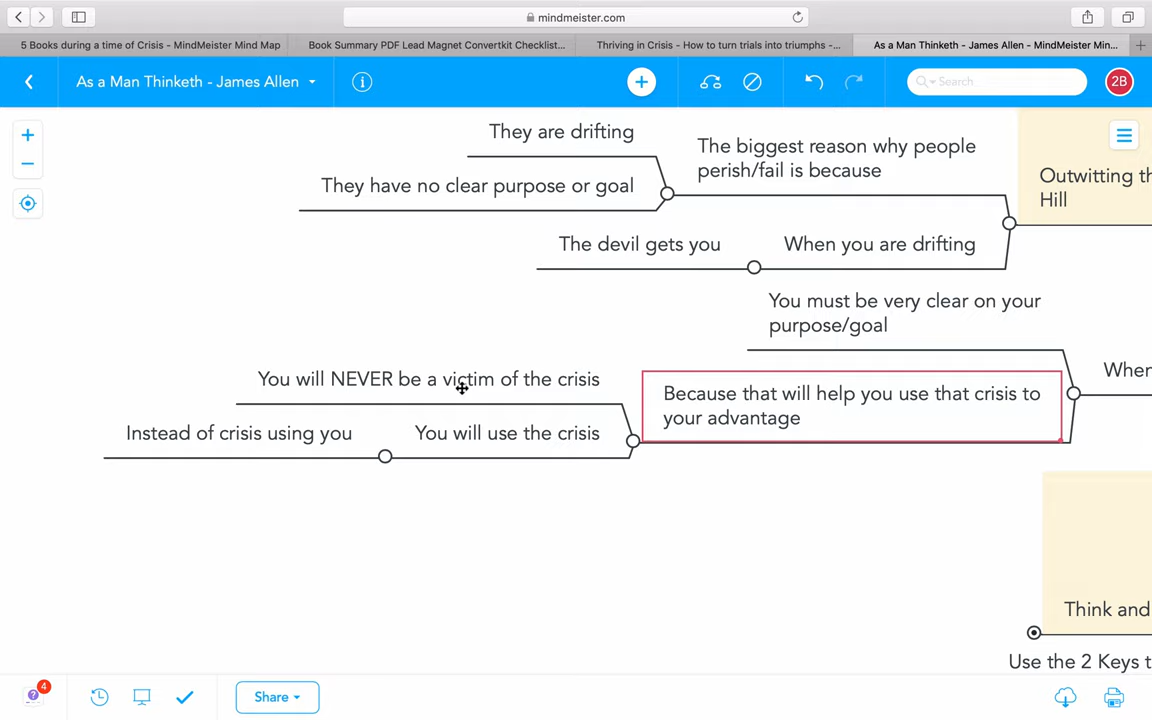 mindmeister.com
5 Books during a time of Crisis - MindMeister Mind Map
Book Summary PDF Lead Magnet Convertkit Checklist...
Thriving in Crisis - How to turn trials into triumphs -...
As a Man Thinketh - James Allen - MindMeister Min...
As a Man Thinketh - James Allen
Search
2B
They are drifting
They have no clear purpose or goal
The biggest reason why people
perish/fail is because
Outwitting th
Hill
The devil gets you
When you are drifting
You must be very clear on your
purpose/goal
When
You will NEVER be a victim of the crisis
Because that will help you use that crisis to
your advantage
Instead of crisis using you
You will use the crisis
Think and
Use the 2 Keys t
?
4
Share